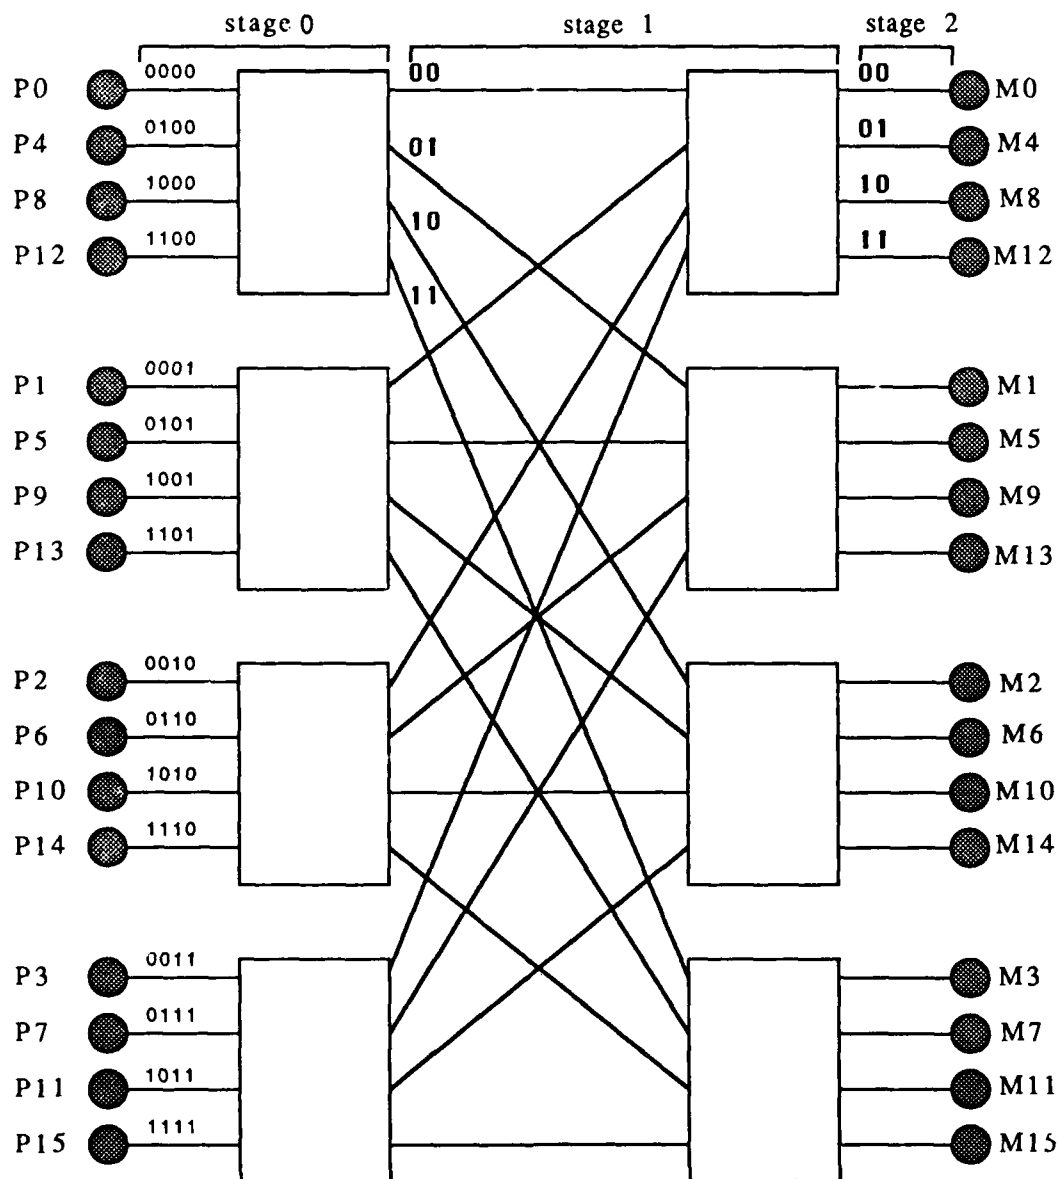 stage 0 stage 1 stage 2
P0 0000 00 00 M0
P4 0100 01 01 M4
P8 1000 10 10 M8
P12 1100 11 M12
11
P1 0001 M1
P5 0101 M5
P9 1001 M9
P13 1101 M13
P2 0010 M2
P6 0110 M6
P10 1010 M10
P14 1110 M14
P3 0011 M3
P7 0111 M7
P11 1011 M11
P15 1111 M15